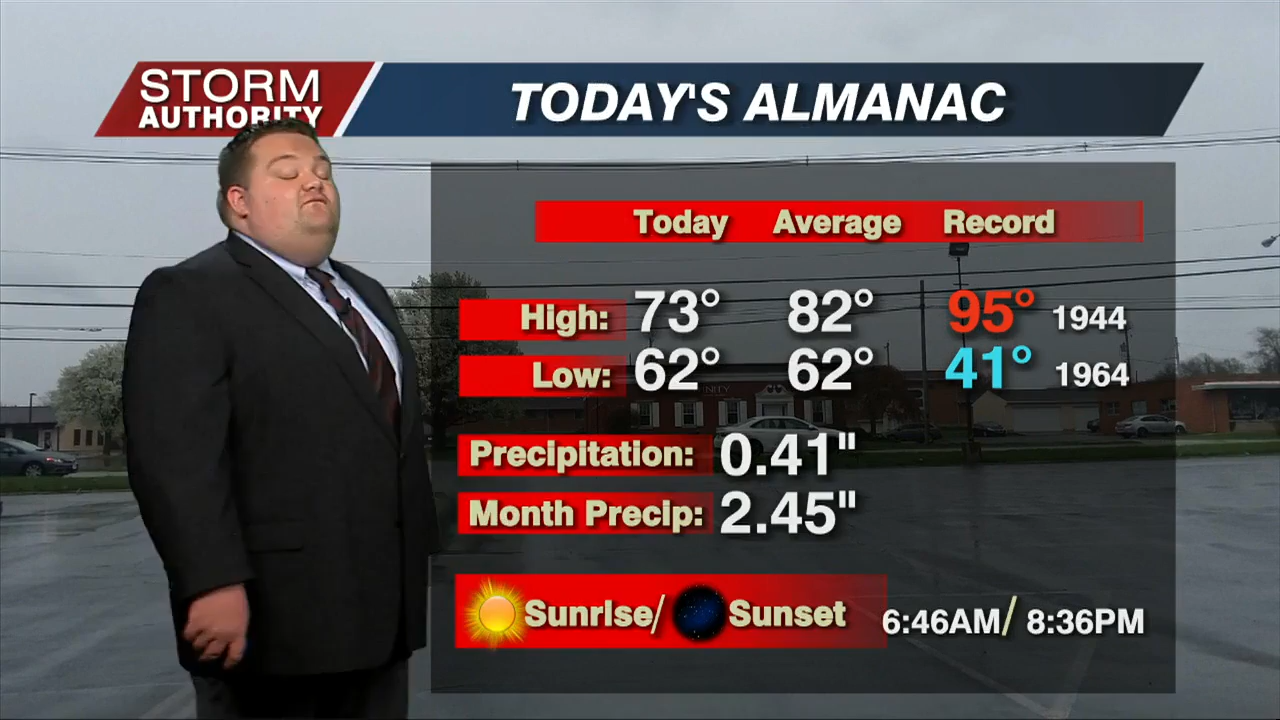 STORM
AUTHORITY
TODAY'S ALMANAC
Today Average Record
High: 73° 82° 95° 1944
Low: 62° 62° 41° 1964
Precipitation: 0.41"
Month Precip: 2.45"
Sunrise/ Sunset 6:46AM/ 8:36PM